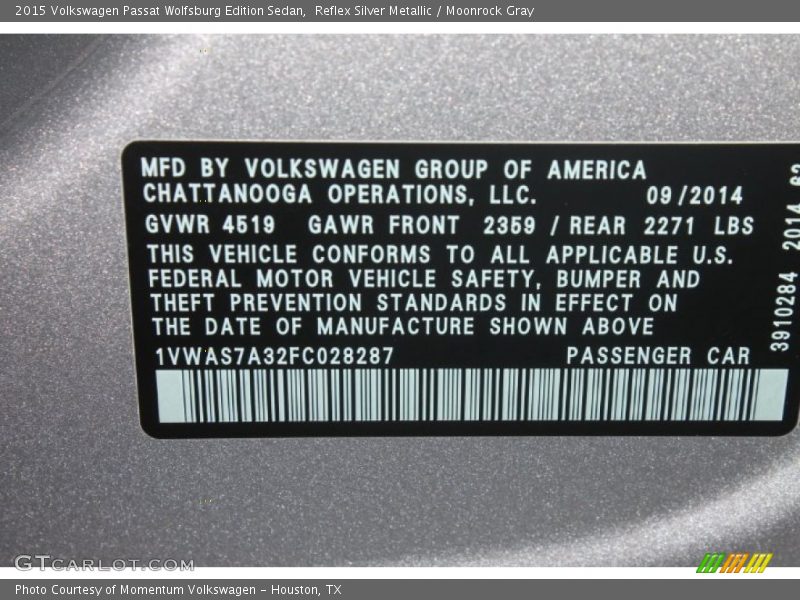 2015 Volkswagen Passat Wolfsburg Edition Sedan, Reflex Silver Metallic / Moonrock Gray
MFD BY VOLKSWAGEN GROUP OF AMERICA
CHATTANOOGA OPERATIONS, LLC. 09/2014
GVWR 4519 GAWR FRONT 2359 / REAR 2271 LBS
THIS VEHICLE CONFORMS TO ALL APPLICABLE U.S.
FEDERAL MOTOR VEHICLE SAFETY, BUMPER AND
THEFT PREVENTION STANDARDS IN EFFECT ON
THE DATE OF MANUFACTURE SHOWN ABOVE
1VWAS7A32FC028287 PASSENGER CAR
3910284 2014
GTCARLOT.COM
Photo Courtesy of Momentum Volkswagen - Houston, TX